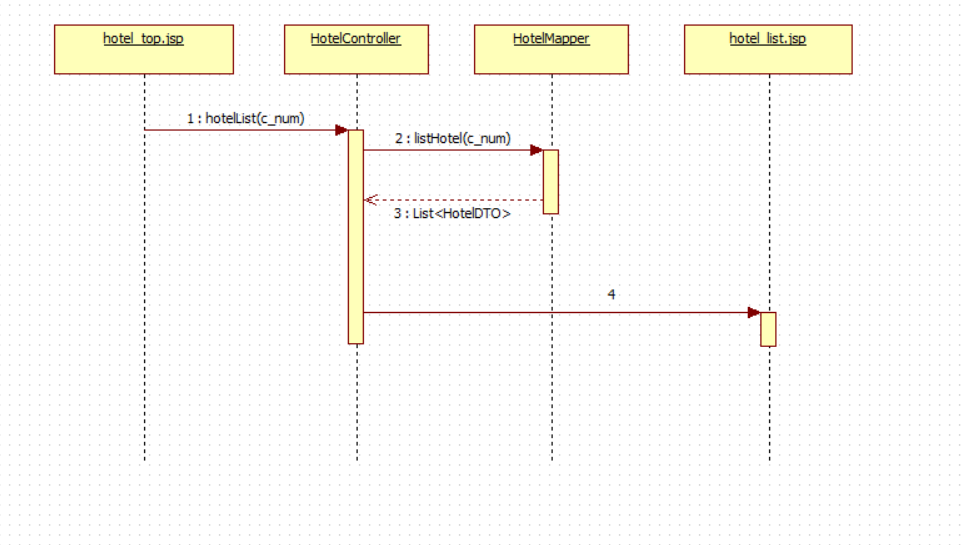 hotel_top.jsp
HotelController
HotelMapper
hotel_list.jsp
1 : hotelList(c_num)
2 : listHotel(c_num)
3 : List<HotelDTO>
4